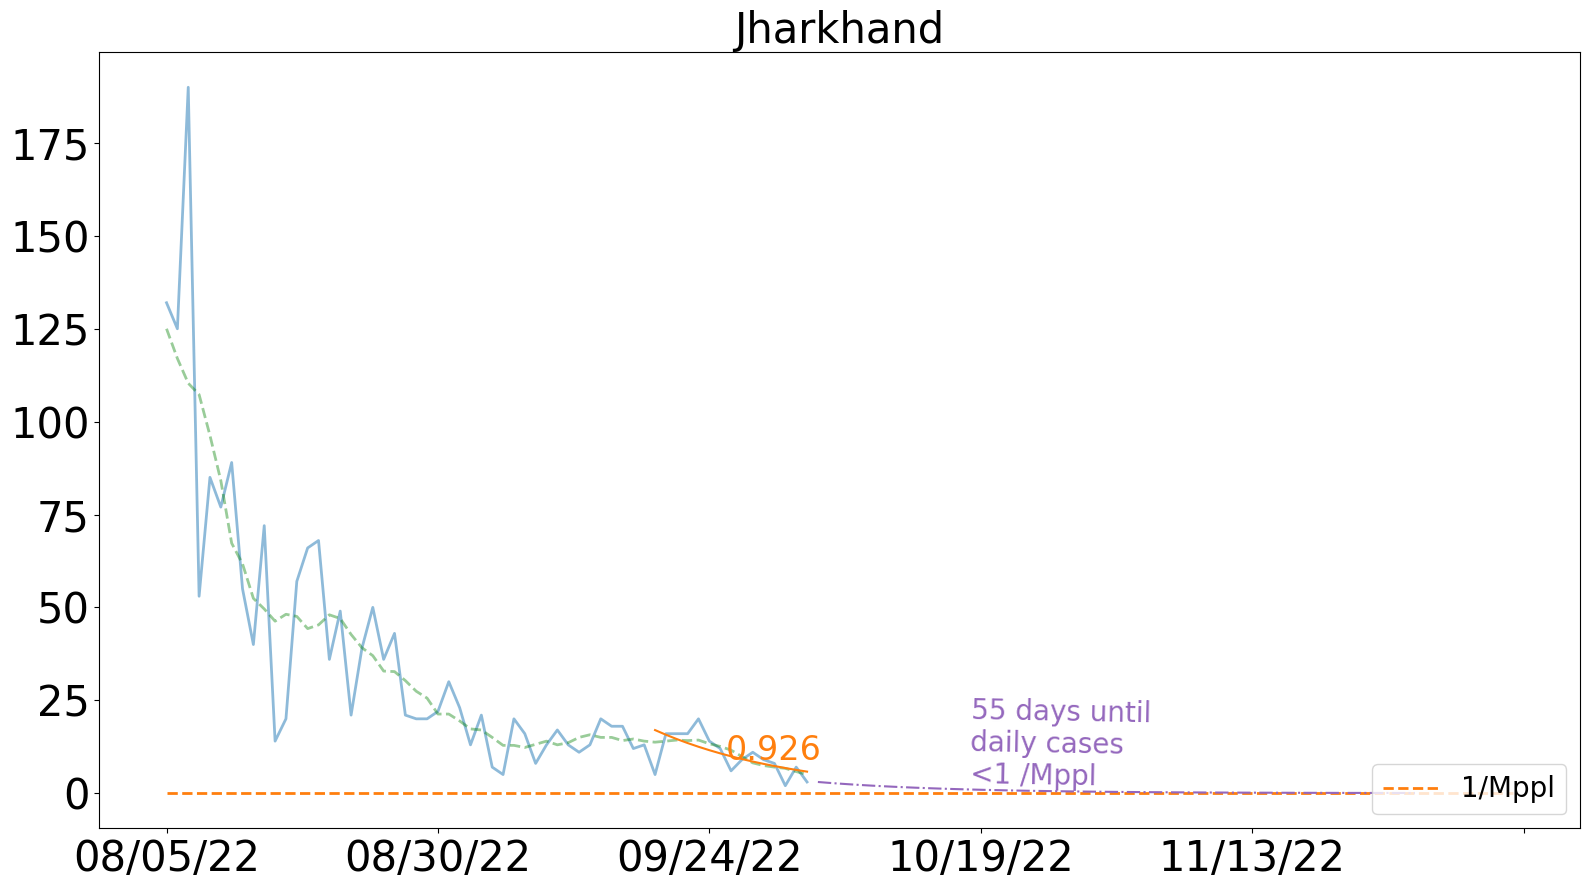 Jharkhand
175
150
125
100
75
50
25
0
0.926
55 days until
daily cases
<1 /Mppl
1/Mppl
08/05/22
08/30/22
09/24/22
10/19/22
11/13/22